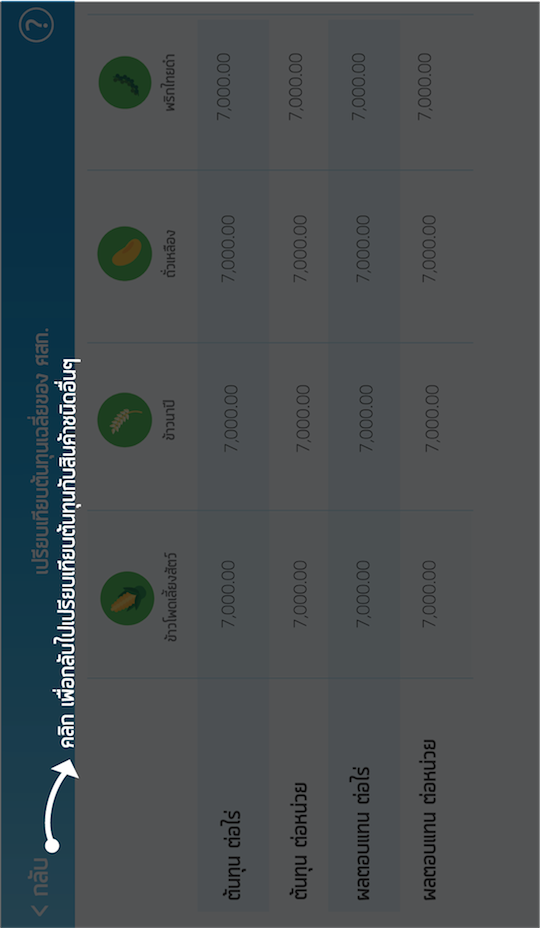 < กลับ
เปรียบเทียบต้นทุนเฉลี่ยของ ศสท.
?
คลิก เพื่อกลับไปเปรียบเทียบต้นทุนกับสินค้าชนิดอื่นๆ
ข้าวโพดเลี้ยงสัตว์ ข้าวนาปี ถั่วเหลือง พริกไทยดำ
ต้นทุน ต่อไร่ 7,000.00 7,000.00 7,000.00 7,000.00
ต้นทุน ต่อหน่วย 7,000.00 7,000.00 7,000.00 7,000.00
ผลตอบแทน ต่อไร่ 7,000.00 7,000.00 7,000.00 7,000.00
ผลตอบแทน ต่อหน่วย 7,000.00 7,000.00 7,000.00 7,000.00